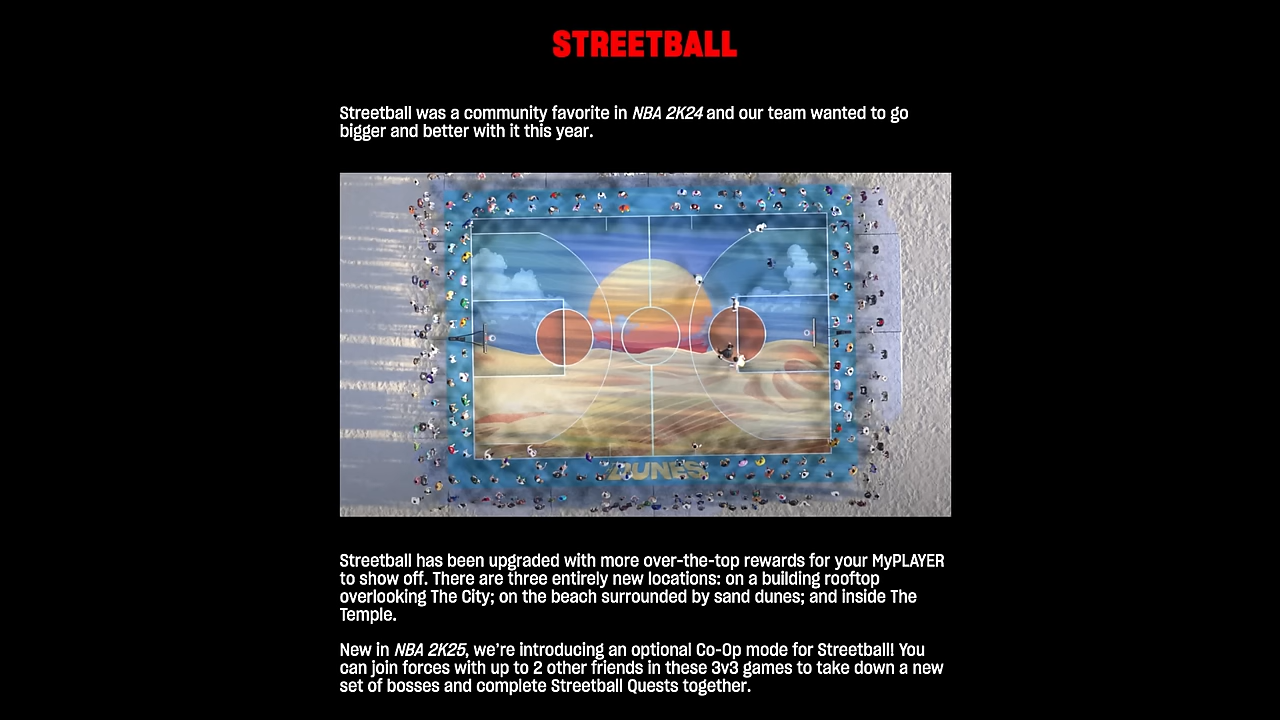 STREETBALL
Streetball was a community favorite in NBA 2K24 and our team wanted to go
bigger and better with it this year.
DUNES
Streetball has been upgraded with more over-the-top rewards for your MyPLAYER
to show off. There are three entirely new locations: on a building rooftop
overlooking The City; on the beach surrounded by sand dunes; and inside The
Temple.
New in NBA 2K25, we're introducing an optional Co-Op mode for Streetball! You
can join forces with up to 2 other friends in these 3v3 games to take down a new
set of bosses and complete Streetball Quests together.